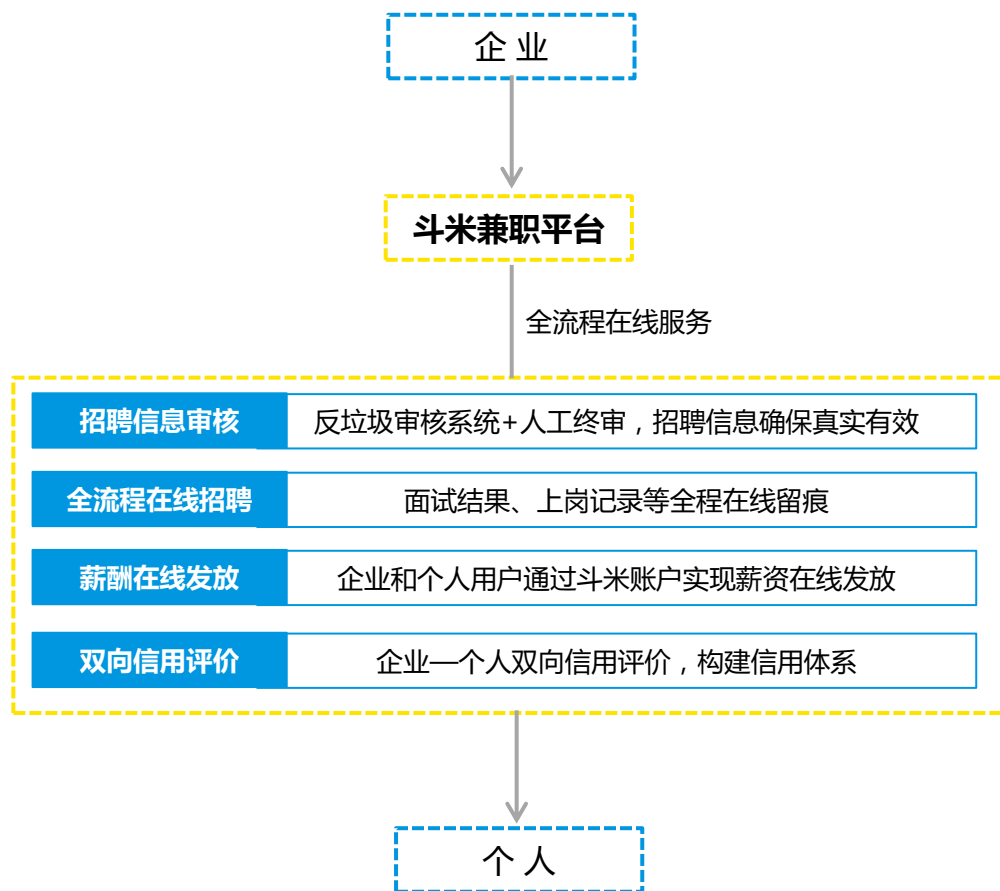 企 业
斗米兼职平台
全流程在线服务
招聘信息审核 反垃圾审核系统+人工终审，招聘信息确保真实有效
全流程在线招聘 面试结果、上岗记录等全程在线留痕
薪酬在线发放 企业和个人用户通过斗米账户实现薪资在线发放
双向信用评价 企业—个人双向信用评价，构建信用体系
个 人